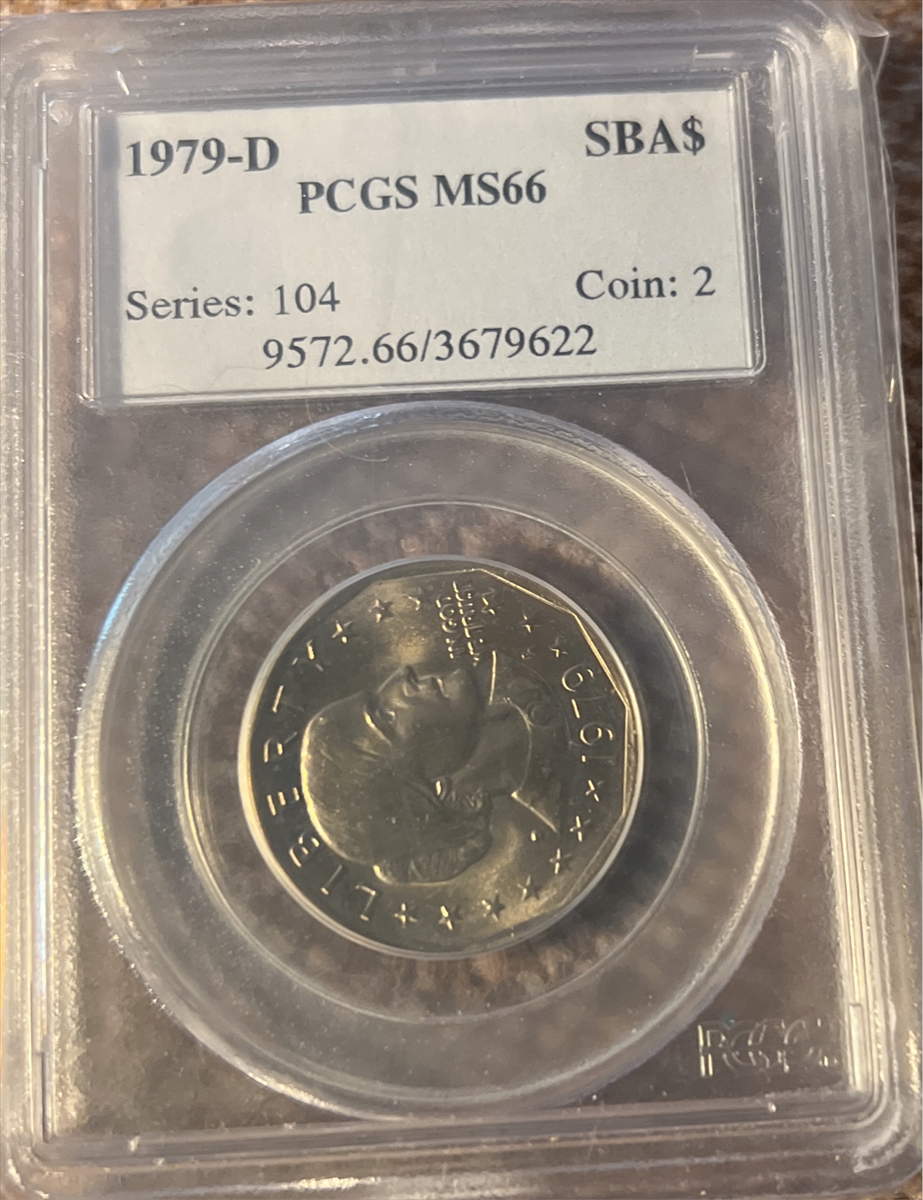 1979-D SBA$
PCGS MS66
Series: 104 Coin: 2
9572.66/3679622
LIBERTY
1979
PCGS